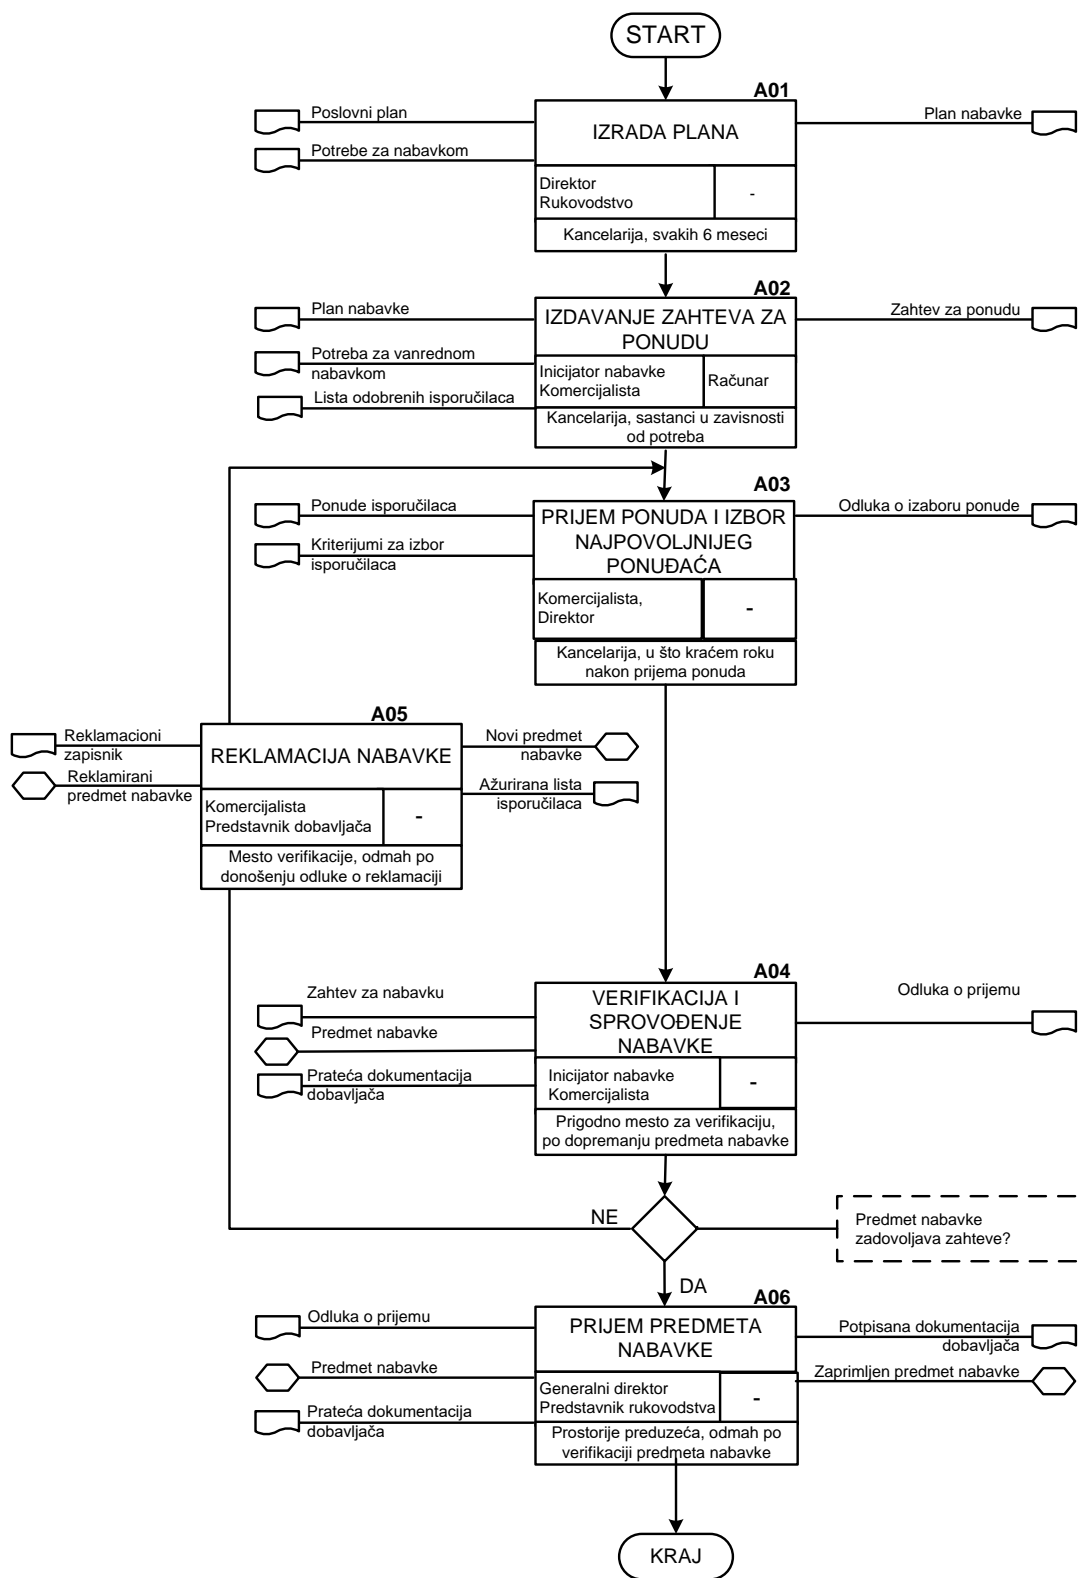 START
A01
Poslovni plan
Potrebe za nabavkom
IZRADA PLANA
Plan nabavke
Direktor
Rukovodstvo
-
Kancelarija, svakih 6 meseci
A02
Plan nabavke
Potreba za vanrednom
nabavkom
Lista odobrenih isporučilaca
IZDAVANJE ZAHTEVA ZA
PONUDU
Zahtev za ponudu
Inicijator nabavke
Komercijalista
Računar
Kancelarija, sastanci u zavisnosti
od potreba
A03
Ponude isporučilaca
Kriterijumi za izbor
isporučilaca
PRIJEM PONUDA I IZBOR
NAJPOVOLJNIJEG
PONUĐAĆA
Odluka o izaboru ponude
Komercijalista,
Direktor
-
Kancelarija, u što kraćem roku
nakon prijema ponuda
A05
Reklamacioni
zapisnik
Reklamirani
predmet nabavke
REKLAMACIJA NABAVKE
Novi predmet
nabavke
Ažurirana lista
isporučilaca
Komercijalista
Predstavnik dobavljača
-
Mesto verifikacije, odmah po
donošenju odluke o reklamaciji
A04
Zahtev za nabavku
Predmet nabavke
Prateća dokumentacija
dobavljača
VERIFIKACIJA I
SPROVOĐENJE
NABAVKE
Odluka o prijemu
Inicijator nabavke
Komercijalista
-
Prigodno mesto za verifikaciju,
po dopremanju predmeta nabavke
NE
Predmet nabavke
zadovoljava zahteve?
DA
A06
Odluka o prijemu
Predmet nabavke
Prateća dokumentacija
dobavljača
PRIJEM PREDMETA
NABAVKE
Potpisana dokumentacija
dobavljača
Zaprimljen predmet nabavke
Generalni direktor
Predstavnik rukovodstva
-
Prostorije preduzeća, odmah po
verifikaciji predmeta nabavke
KRAJ